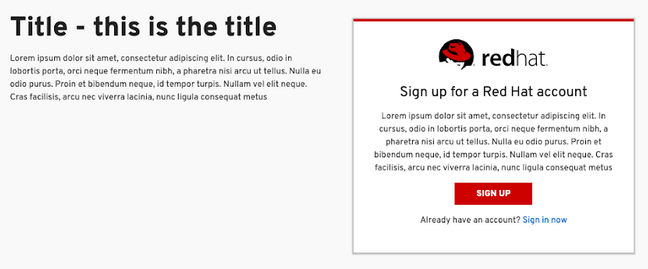 Title - this is the title
Lorem ipsum dolor sit amet, consectetur adipiscing elit. In cursus, odio in
lobortis porta, orci neque fermentum nibh, a pharetra nisi arcu ut tellus. Nulla eu
odio purus. Proin et bibendum neque, id tempor turpis. Nullam vel elit neque.
Cras facilisis, arcu nec viverra lacinia, nunc ligula consequat metus
redhat.
Sign up for a Red Hat account
Lorem ipsum dolor sit amet, consectetur adipiscing elit. In
cursus, odio in lobortis porta, orci neque fermentum nibh, a
pharetra nisi arcu ut tellus. Nulla eu odio purus. Proin et
bibendum neque, id tempor turpis. Nullam vel elit neque. Cras
facilisis, arcu nec viverra lacinia, nunc ligula consequat metus
SIGN UP
Already have an account? Sign in now